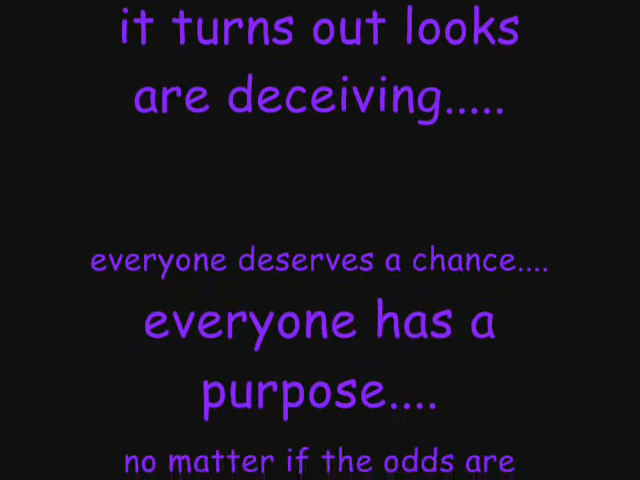 it turns out looks
are deceiving.....
everyone deserves a chance....
everyone has a
purpose....
no matter if the odds are